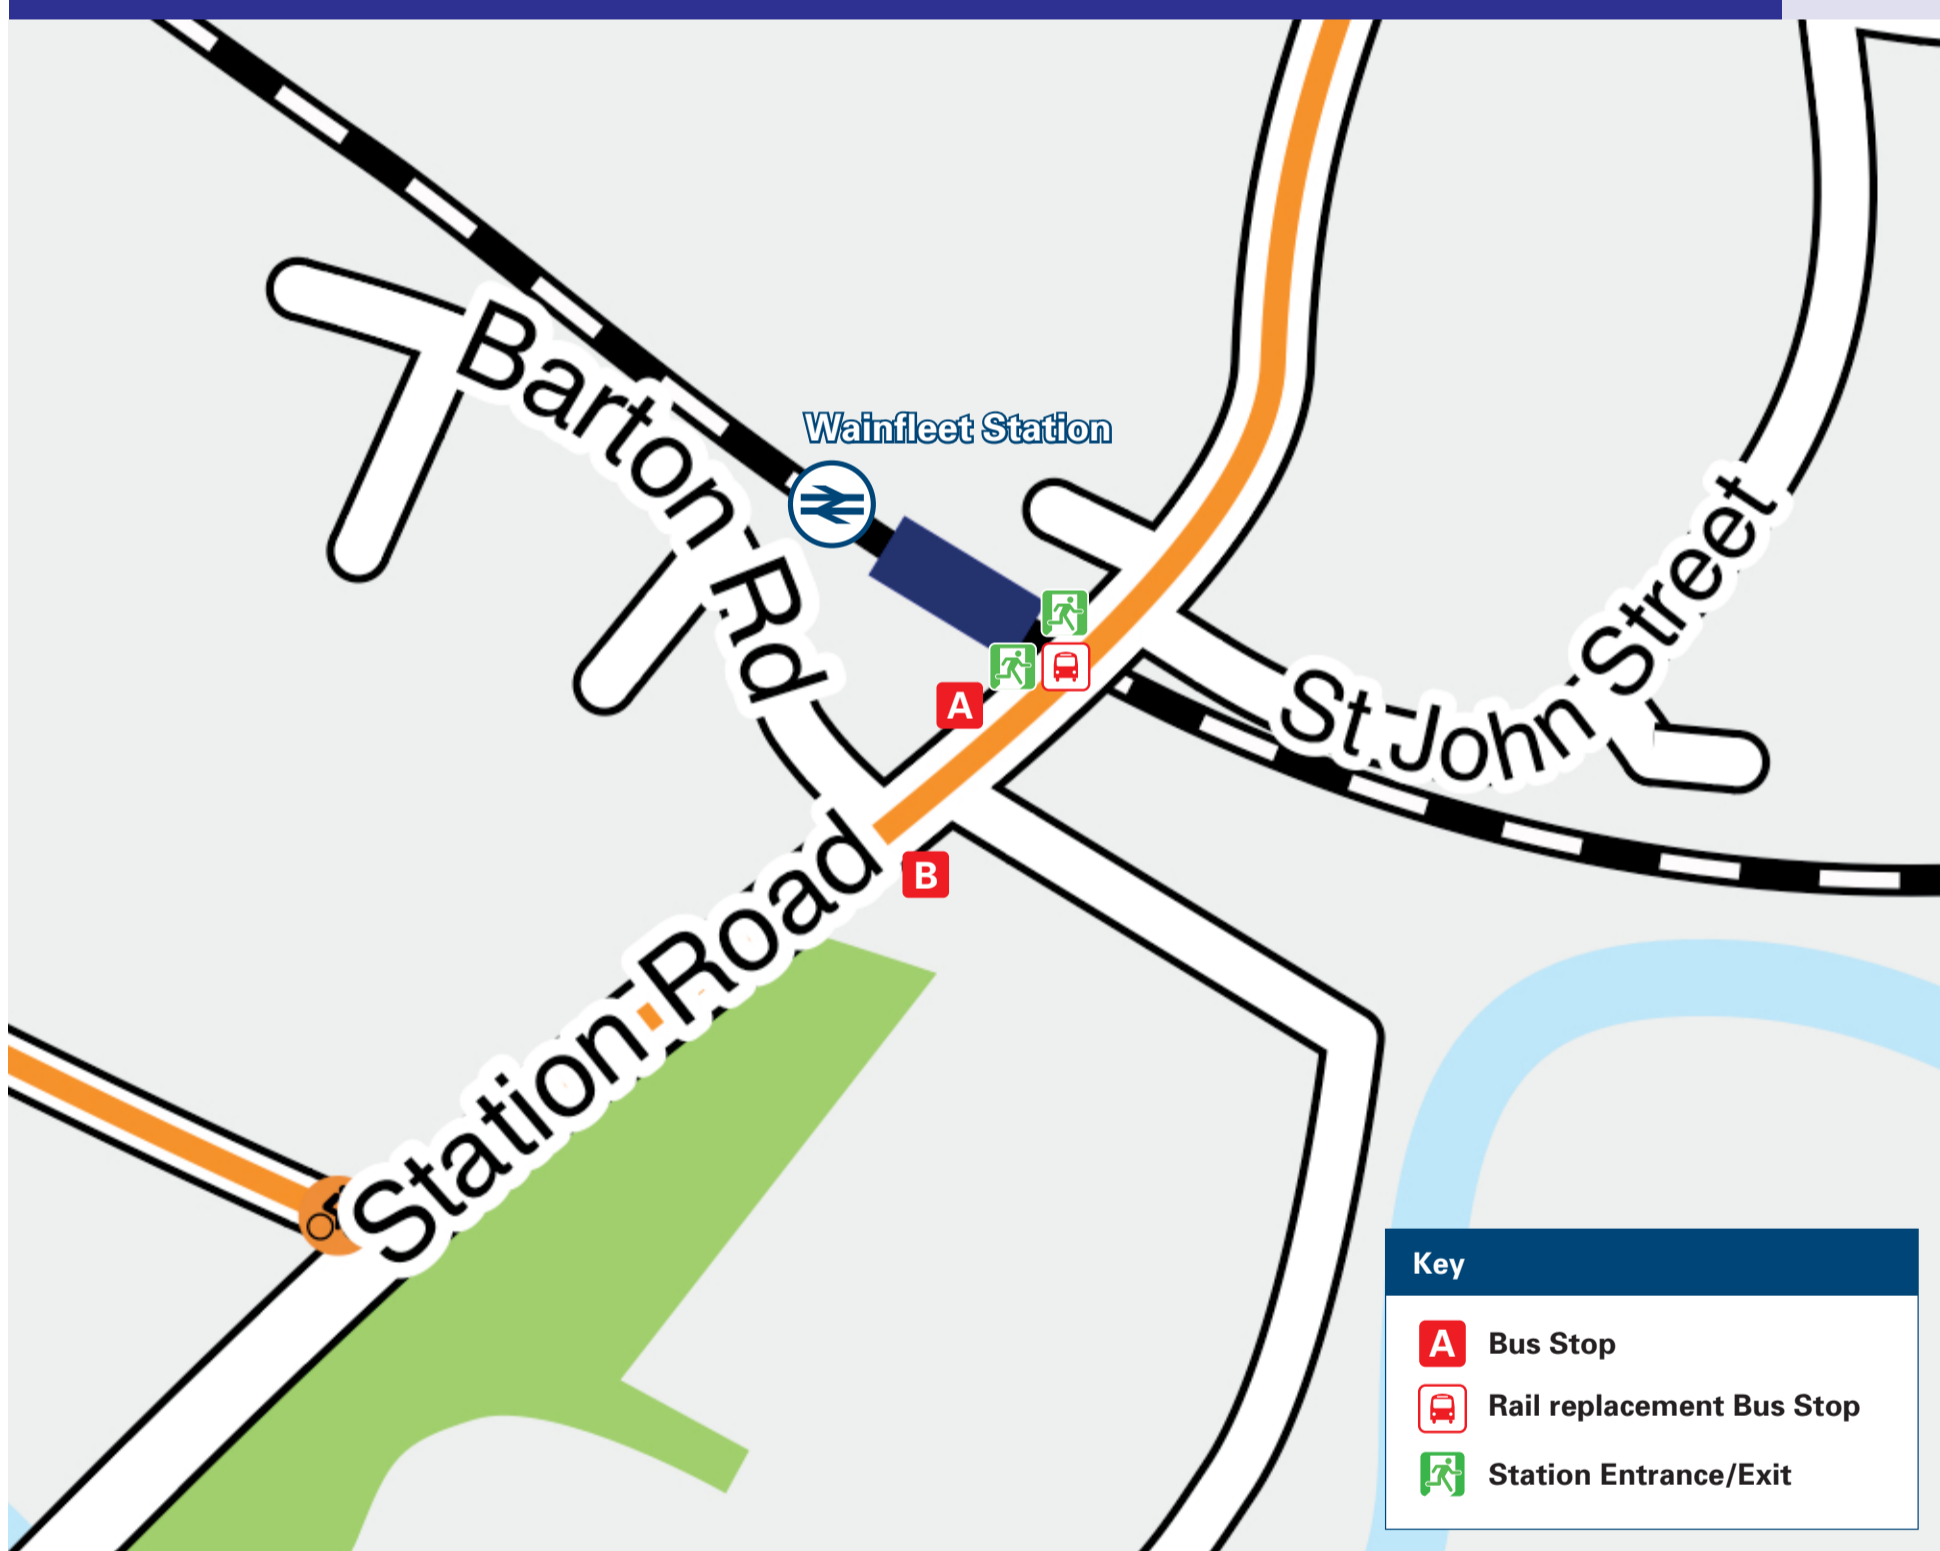 Barton Rd
Wainfleet Station
St John Street
A
B
Station Road
Key
A Bus Stop
Rail replacement Bus Stop
Station Entrance/Exit